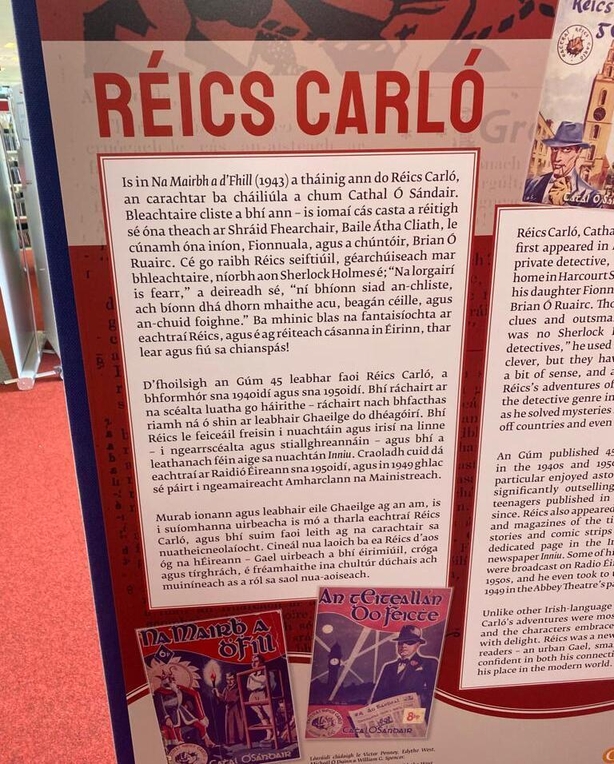 RÉICS CARLÓ
Is in Na Mairbh a d'Fhill (1943) a tháinig ann do Réics Carló,
an carachtar ba cháiliúla a chum Cathal Ó Sándair.
Bleachtaire cliste a bhí ann – is iomaí cás casta a réitigh
sé óna theach ar Shráid Fhearchair, Baile Átha Cliath, le
cúnamh óna iníon, Fionnuala, agus a chúntóir, Brian Ó
Ruairc. Cé go raibh Réics seiftiúil, géarchúiseach mar
bhleachtaire, níorbh aon Sherlock Holmes é; “Na lorgairí
is fearr,” a deireadh sé, “ní bhíonn siad an-chliste,
ach bíonn dhá dhorn mhaithe acu, beagán céille, agus
an-chuid foighne.” Ba mhinic blas na fantaisíochta ar
eachtraí Réics, agus é ag réiteach cásanna in Éirinn, thar
lear agus fiú sa chianspás!
D'fhoilsigh an Gúm 45 leabhar faoi Réics Carló, a
bhformhór sna 1940idí agus sna 1950idí. Bhí ráchairt ar
na scéalta luatha go háirithe – ráchairt nach bhfacthas
riamh ná ó shin ar leabhair Ghaeilge do dhéagóirí. Bhí
Réics le feiceáil freisin i nuachtáin agus irisí na linne
– i ngearrscéalta agus stiallghreannáin – agus bhí a
leathanach féin aige sa nuachtán Inniu. Craoladh cuid dá
eachtraí ar Raidió Éireann sna 1950idí, agus in 1949 ghlac
sé páirt i ngeamaireacht Amharclann na Mainistreach.
Murab ionann agus leabhair eile Ghaeilge ag an am, is
i suíomhanna uirbeacha is mó a tharla eachtraí Réics
Carló, agus bhí suim faoi leith ag na carachtair sa
nuatheicneolaíocht. Cineál nua laoich ba ea Réics d'aos
óg na hÉireann – Gael uirbeach a bhí éirimiúil, cróga
agus tírghrách, é fréamhaithe ina chultúr dúchais ach
muiníneach as a ról sa saol nua-aoiseach.
Na Mairb a
d'Fill
6D
Catal Ó Sándair
An tEiteallan
Do Feicte
8D
Catal Ó Sándair
Réics
Catal Ó Sánd
Réics Carló, Catha
first appeared in
private detective,
home in Harcourt S
his daughter Fionn
Brian Ó Ruairc. Tho
clues and outsma
was no Sherlock
detectives,” he used
clever, but they hav
a bit of sense, and a
Réics's adventures of
the detective genre in
as he solved mysteries
off countries and even
An Gúm published 45
in the 1940s and 195
particular enjoyed asto
significantly outselling
teenagers published in
since. Réics also appeared
and magazines of the
stories and comic strips
dedicated page in the Ir
newspaper Inniu. Some of hi
were broadcast on Radio Éi
1950s, and he even took to
1949 in the Abbey Theatre's pa
Unlike other Irish-language
Carló's adventures were mos
and the characters embrace
with delight. Réics was a new
readers – an urban Gael, sma
confident in both his connecti
his place in the modern world.